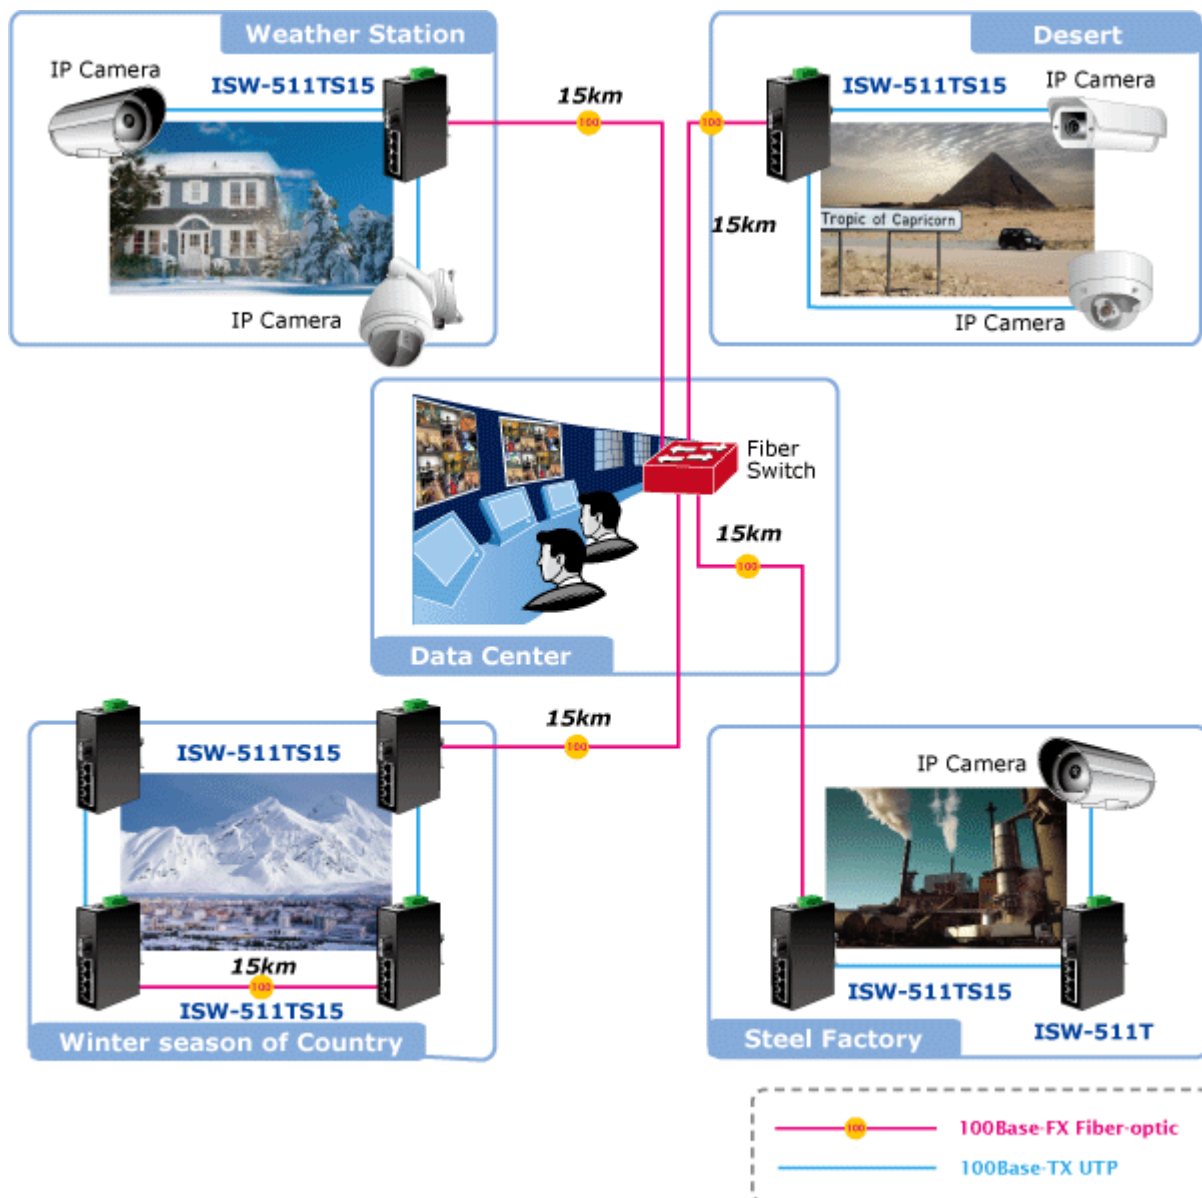 Weather Station
IP Camera
ISW-511TS15
IP Camera
15km
100
Desert
ISW-511TS15
IP Camera
100
15km
Tropic of Capricorn
IP Camera
Fiber
Switch
15km
100
Data Center
15km
100
ISW-511TS15
15km
100
ISW-511TS15
Winter season of Country
IP Camera
ISW-511TS15
ISW-511T
Steel Factory
100
100Base-FX Fiber-optic
100Base-TX UTP